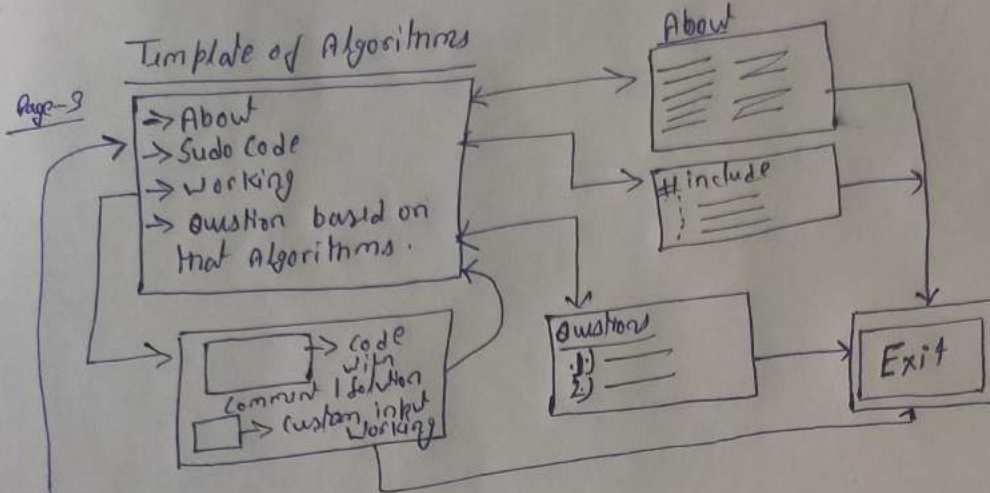 Template of Algorithms
Page-3
→ About
→ Sudo Code
→ Working
→ Question based on
that Algorithms.
About
# include
Questions
1.)
2.)
→ Code
with
Comment / Solution
→ Custom input
Working
Exit